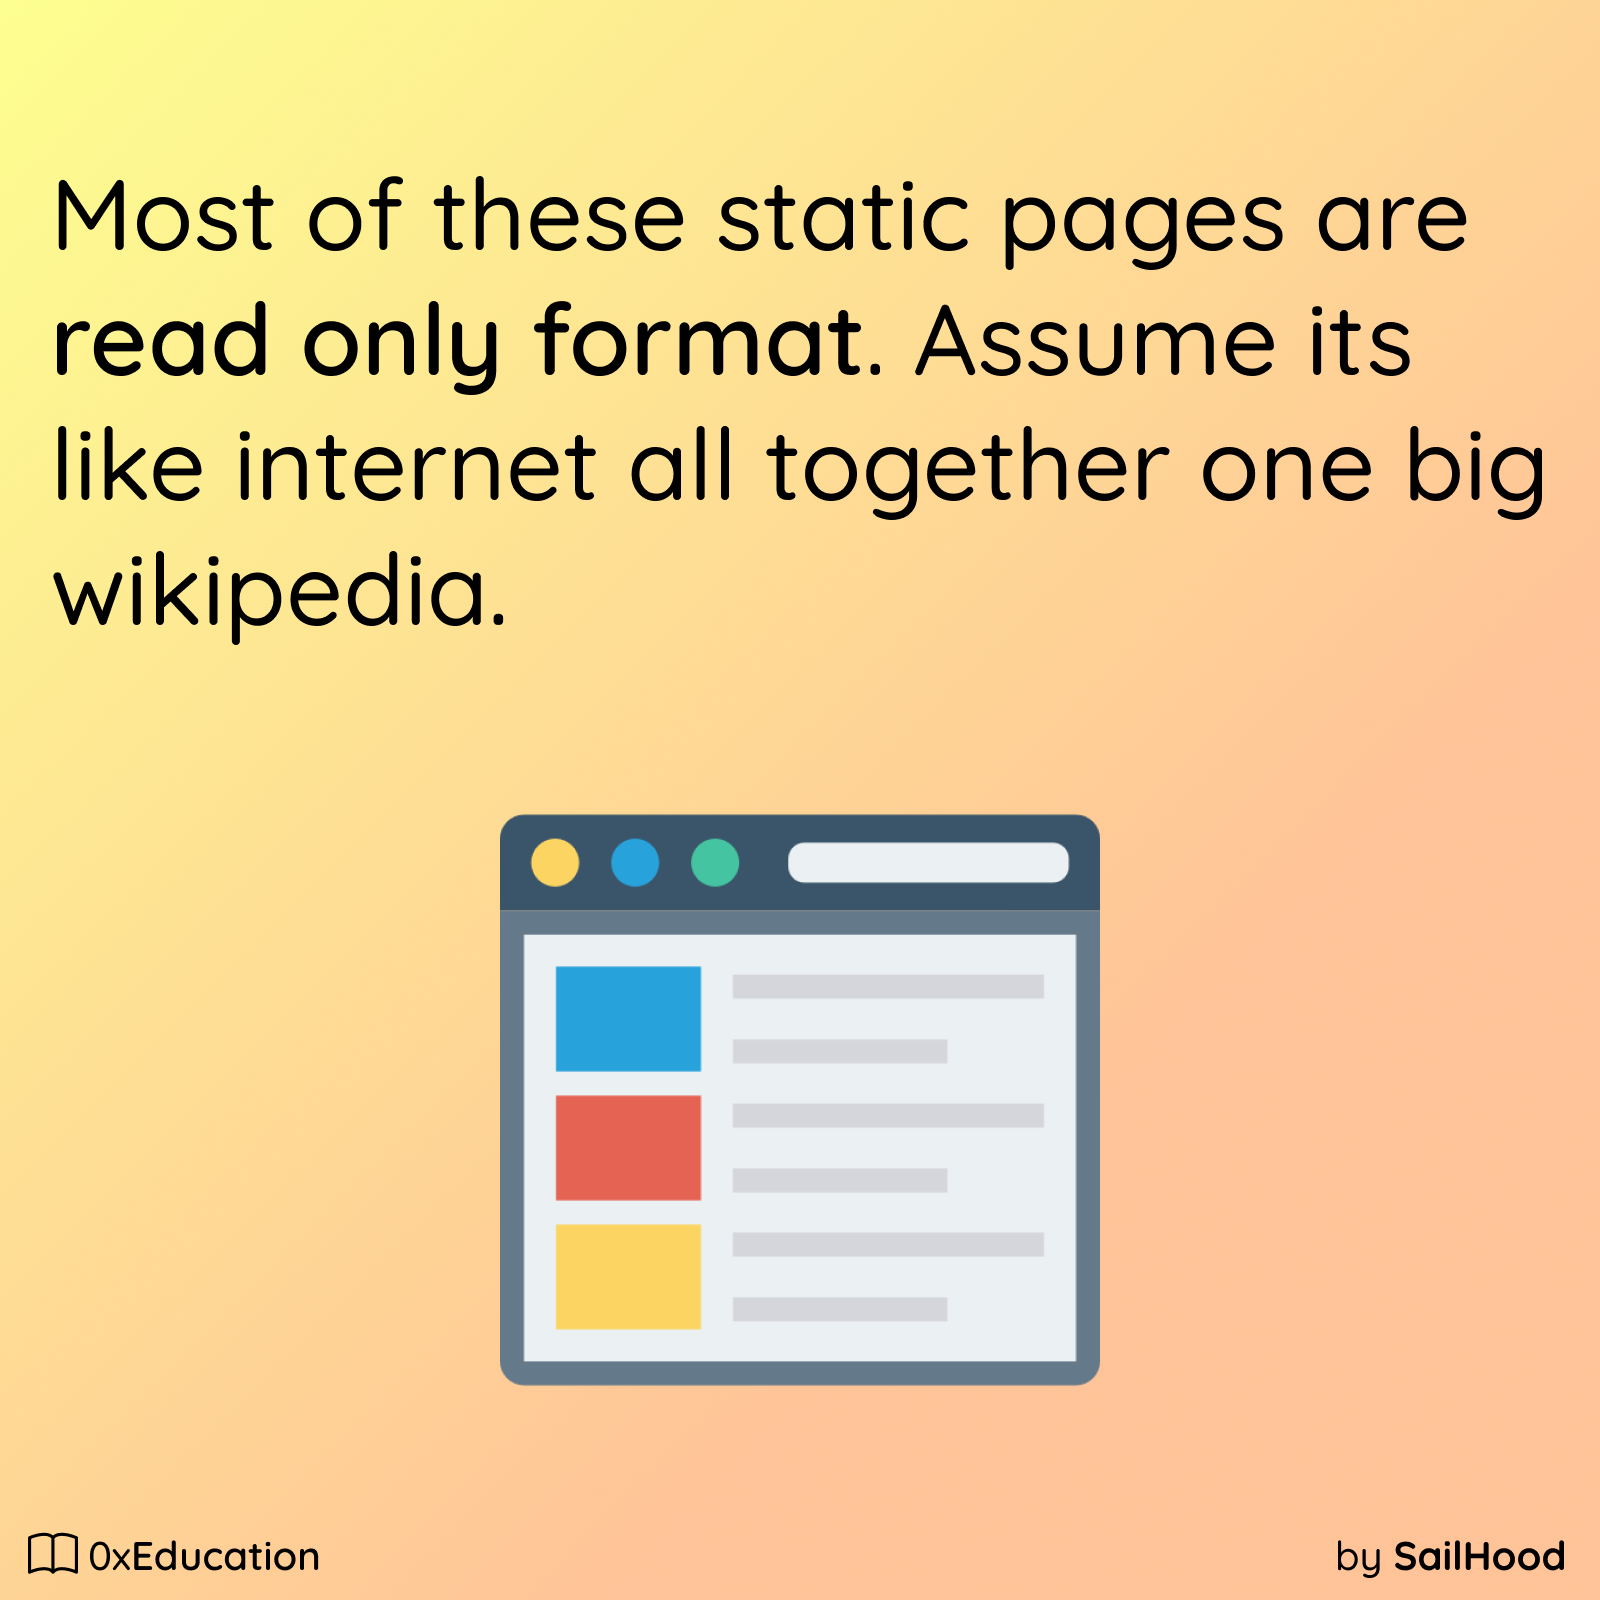 Most of these static pages are
read only format. Assume its
like internet all together one big
wikipedia.
0xEducation
by SailHood